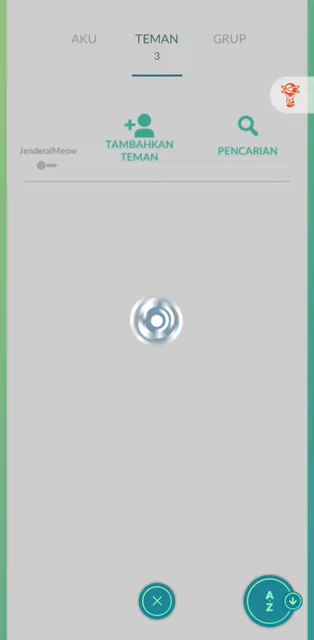 AKU
TEMAN
GRUP
3
TAMBAHKAN
TEMAN
PENCARIAN
JenderalMeow
A
Z